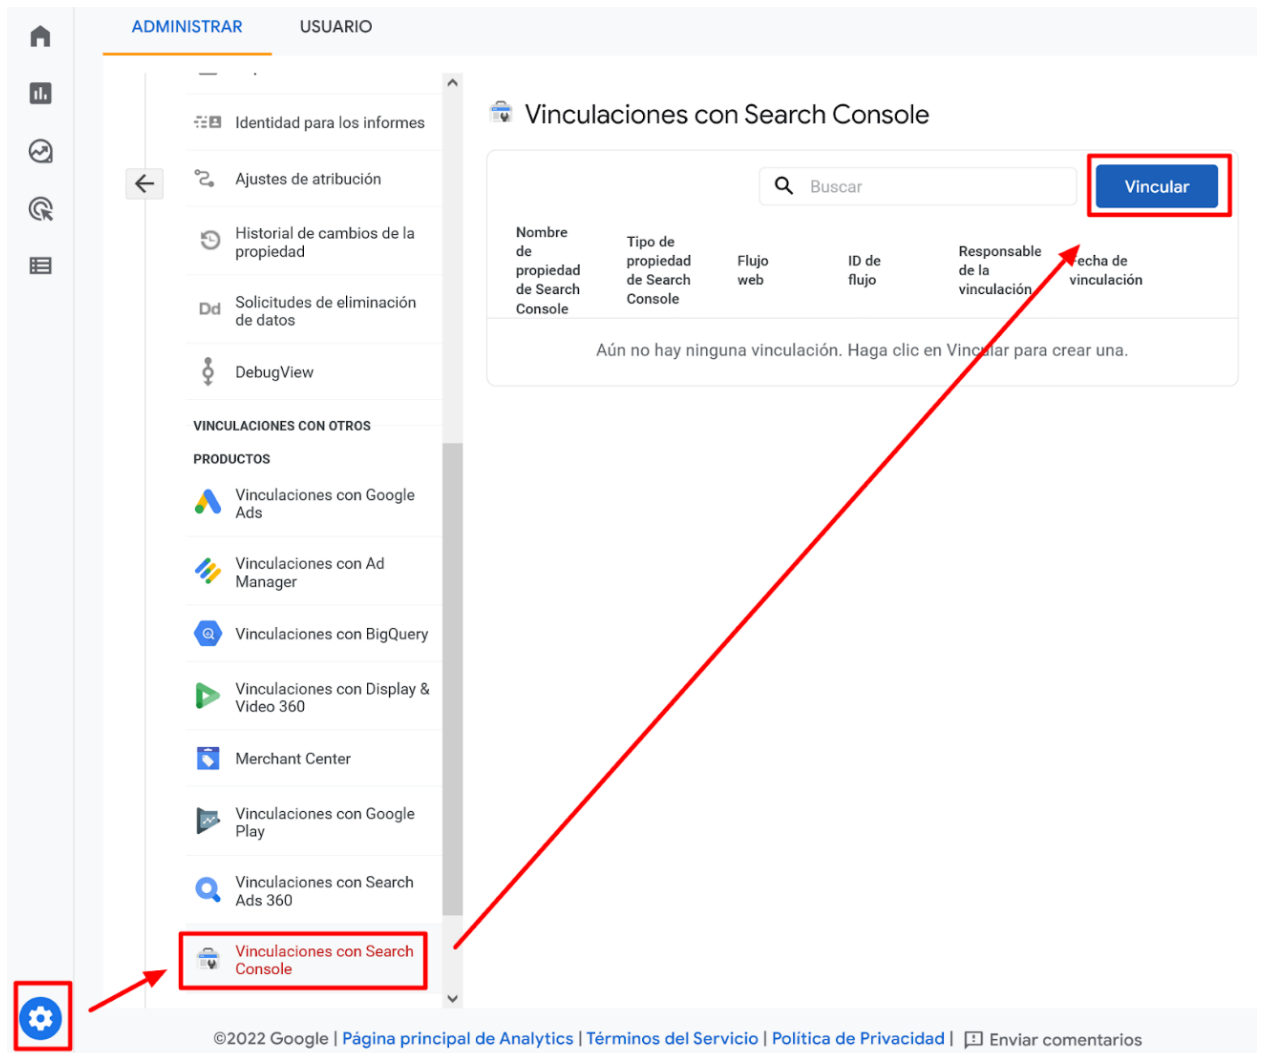 ADMINISTRAR USUARIO
Identidad para los informes
Ajustes de atribución
Historial de cambios de la
propiedad
Dd Solicitudes de eliminación
de datos
DebugView
VINCULACIONES CON OTROS
PRODUCTOS
Vinculaciones con Google
Ads
Vinculaciones con Ad
Manager
Vinculaciones con BigQuery
Vinculaciones con Display &
Video 360
Merchant Center
Vinculaciones con Google
Play
Vinculaciones con Search
Ads 360
Vinculaciones con Search
Console
Vinculaciones con Search Console
Buscar
Vincular
Nombre
de
propiedad
de Search
Console
Tipo de
propiedad
de Search
Console
Flujo
web
ID de
flujo
Responsable
de la
vinculación
Fecha de
vinculación
Aún no hay ninguna vinculación. Haga clic en Vincular para crear una.
©2022 Google | Página principal de Analytics | Términos del Servicio | Política de Privacidad | Enviar comentarios